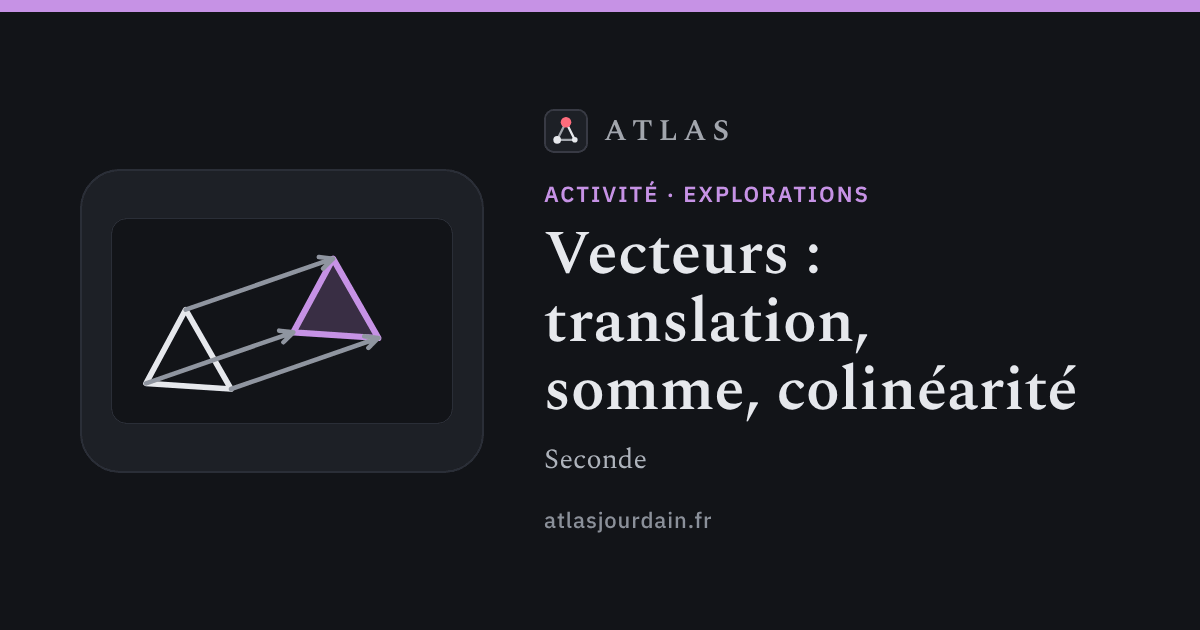 ATLAS
ACTIVITÉ · EXPLORATIONS
Vecteurs :
translation,
somme, colinéarité
Seconde
atlasjourdain.fr